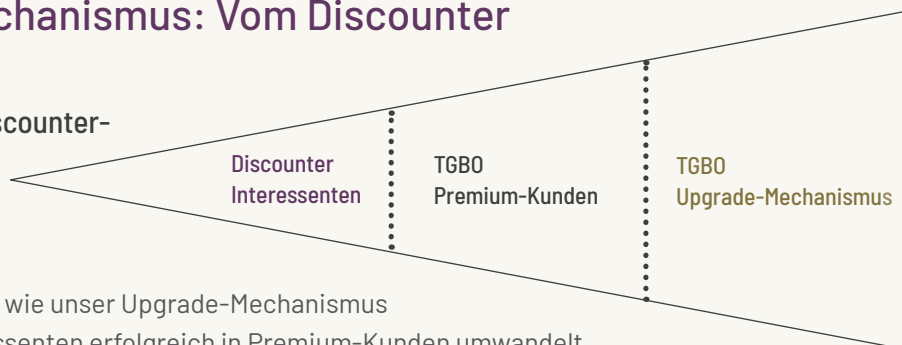 chanismus: Vom Discounter
scounter-
Discounter
Interessenten
TGBO
Premium-Kunden
TGBO
Upgrade-Mechanismus
wie unser Upgrade-Mechanismus
ssenten erfolgreich in Premium-Kunden umwandelt